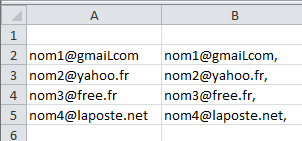 A B
1
2 nom1@gmail.com nom1@gmail.com,
3 nom2@yahoo.fr nom2@yahoo.fr,
4 nom3@free.fr nom3@free.fr,
5 nom4@laposte.net nom4@laposte.net,
6